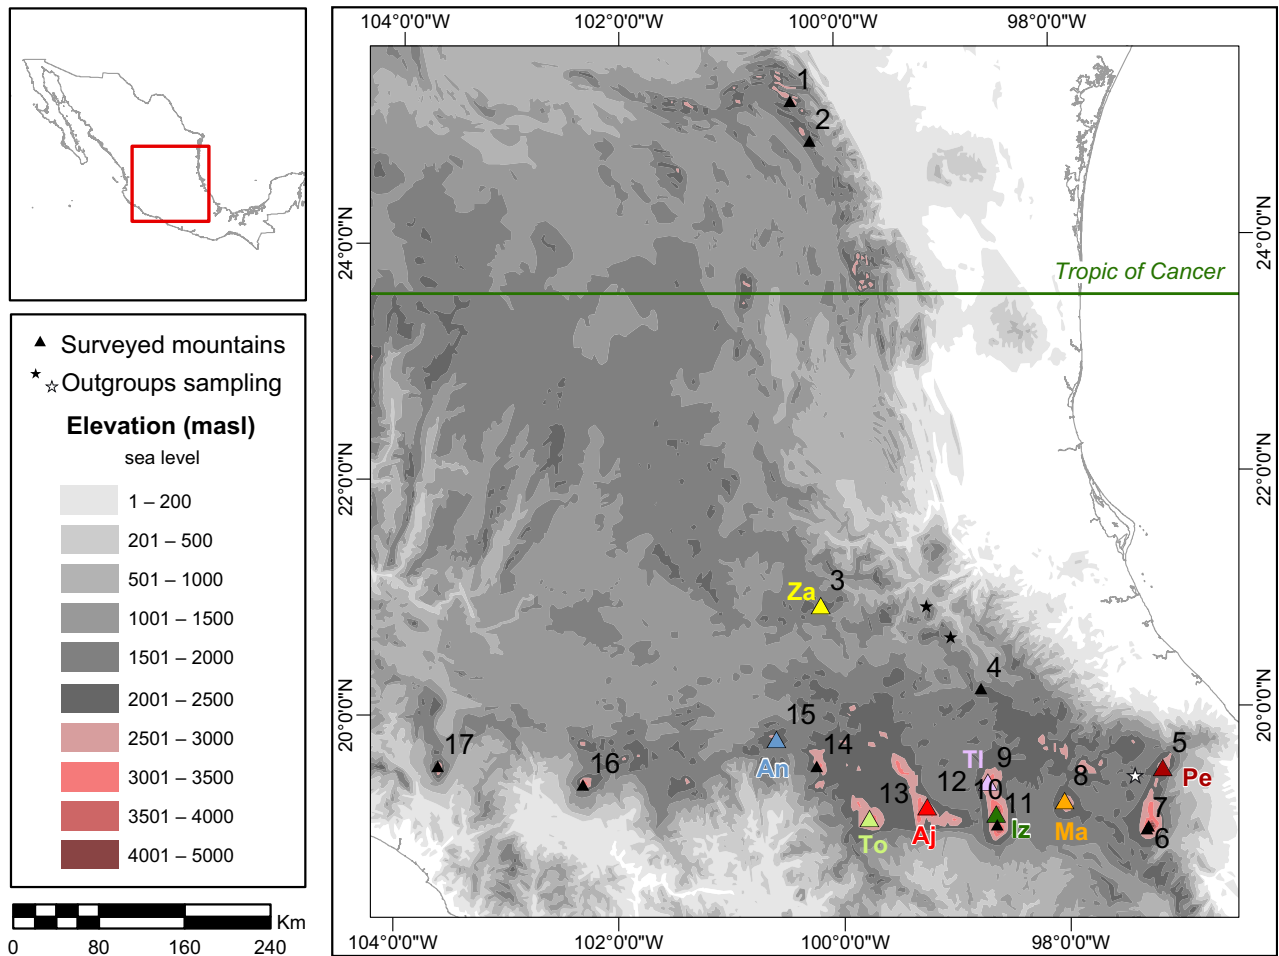 104°0'0"W
102°0'0"W
100°0'0"W
98°0'0"W
24°0'0"N
22°0'0"N
20°0'0"N
24°0'0"N
22°0'0"N
20°0'0"N
1
2
Tropic of Cancer
Za
3
4
15
An
14
17
16
5
Pe
Tl
9
8
12
10
13
11
7
Iz
Aj
Ma
6
To
104°0'0"W
102°0'0"W
100°0'0"W
98°0'0"W
Surveyed mountains
Outgroups sampling
Elevation (masl)
sea level
1 – 200
201 – 500
501 – 1000
1001 – 1500
1501 – 2000
2001 – 2500
2501 – 3000
3001 – 3500
3501 – 4000
4001 – 5000
Km
0 80 160 240